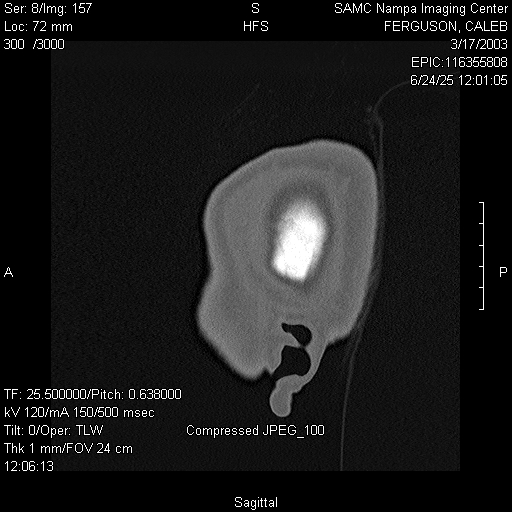 Ser: 8/Img: 157
Loc: 72 mm
300 /3000
S
HFS
SAMC Nampa Imaging Center
FERGUSON, CALEB
3/17/2003
EPIC:116355808
6/24/25 12:01:05
A
P
TF: 25.500000/Pitch: 0.638000
kV 120/mA 150/500 msec
Tilt: 0/Oper: TLW
Thk 1 mm/FOV 24 cm
12:06:13
Compressed JPEG_100
Sagittal